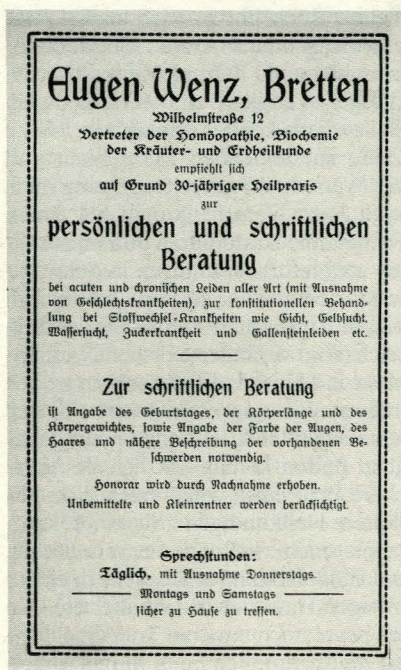 Eugen Wenz, Bretten
Wilhelmstraße 12
Vertreter der Homöopathie, Biochemie
der Kräuter- und Erdheilkunde
empfiehlt sich
auf Grund 30-jähriger Heilpraxis
zur
persönlichen und schriftlichen
Beratung
bei acuten und chronischen Leiden aller Art (mit Ausnahme
von Geschlechtskrankheiten), zur konstitutionellen Behand-
lung bei Stoffwechsel-Krankheiten wie Gicht, Gelbsucht.
Wassersucht, Zuckerkrankheit und Gallensteinleiden etc.
Zur schriftlichen Beratung
ist Angabe des Geburtstages, der Körperlänge und des
Körpergewichtes, sowie Angabe der Farbe der Augen, des
Haares und nähere Beschreibung der vorhandenen Be-
schwerden notwendig.
Honorar wird durch Nachnahme erhoben.
Unbemittelte und Kleinrentner werden berücksichtigt.
Sprechstunden:
Täglich, mit Ausnahme Donnerstags.
Montags und Samstags
sicher zu Hause zu treffen.